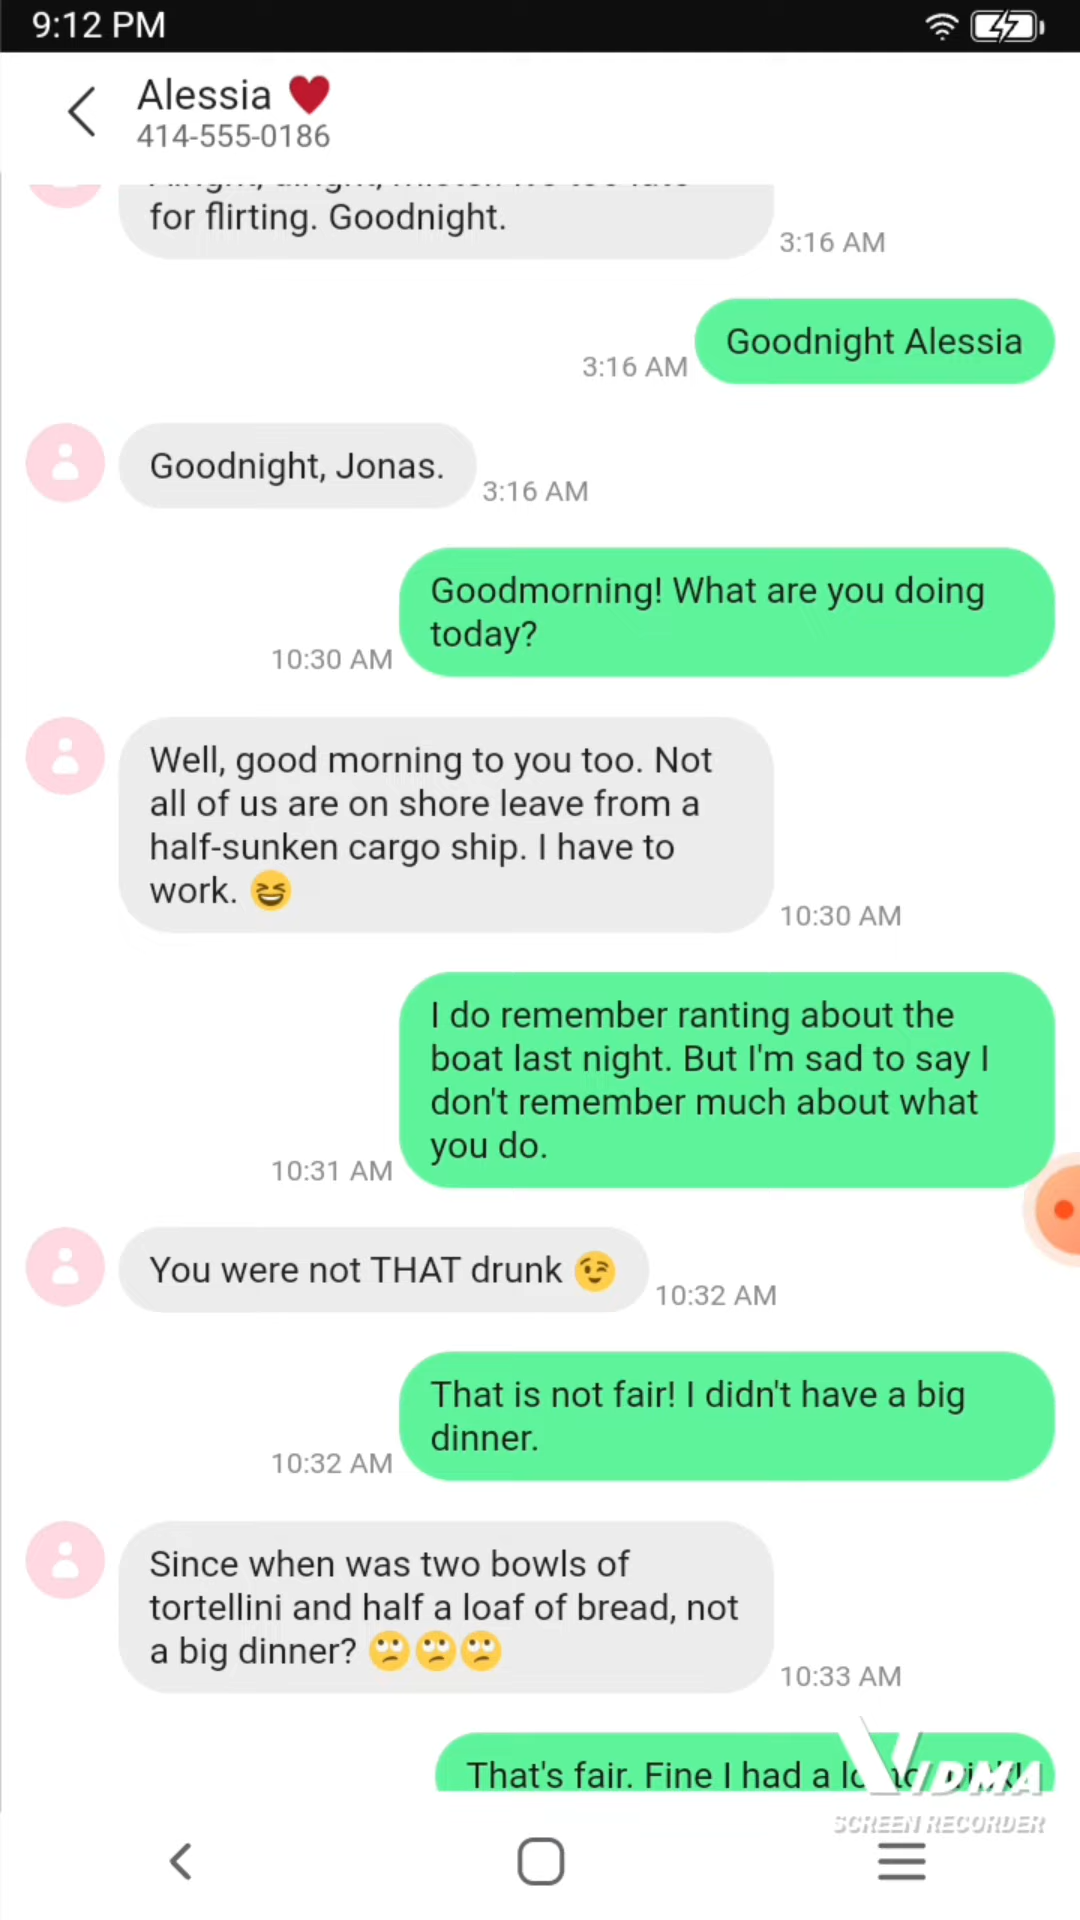 9:12 PM
Alessia ❤️
414-555-0186
for flirting. Goodnight.
3:16 AM
Goodnight Alessia
3:16 AM
Goodnight, Jonas.
3:16 AM
Goodmorning! What are you doing
today?
10:30 AM
Well, good morning to you too. Not
all of us are on shore leave from a
half-sunken cargo ship. I have to
work. 😆
10:30 AM
I do remember ranting about the
boat last night. But I'm sad to say I
don't remember much about what
you do.
10:31 AM
You were not THAT drunk 😉
10:32 AM
That is not fair! I didn't have a big
dinner.
10:32 AM
Since when was two bowls of
tortellini and half a loaf of bread, not
a big dinner? 🙄🙄🙄
10:33 AM
That's fair. Fine I had a
VIDMA
SCREEN RECORDER